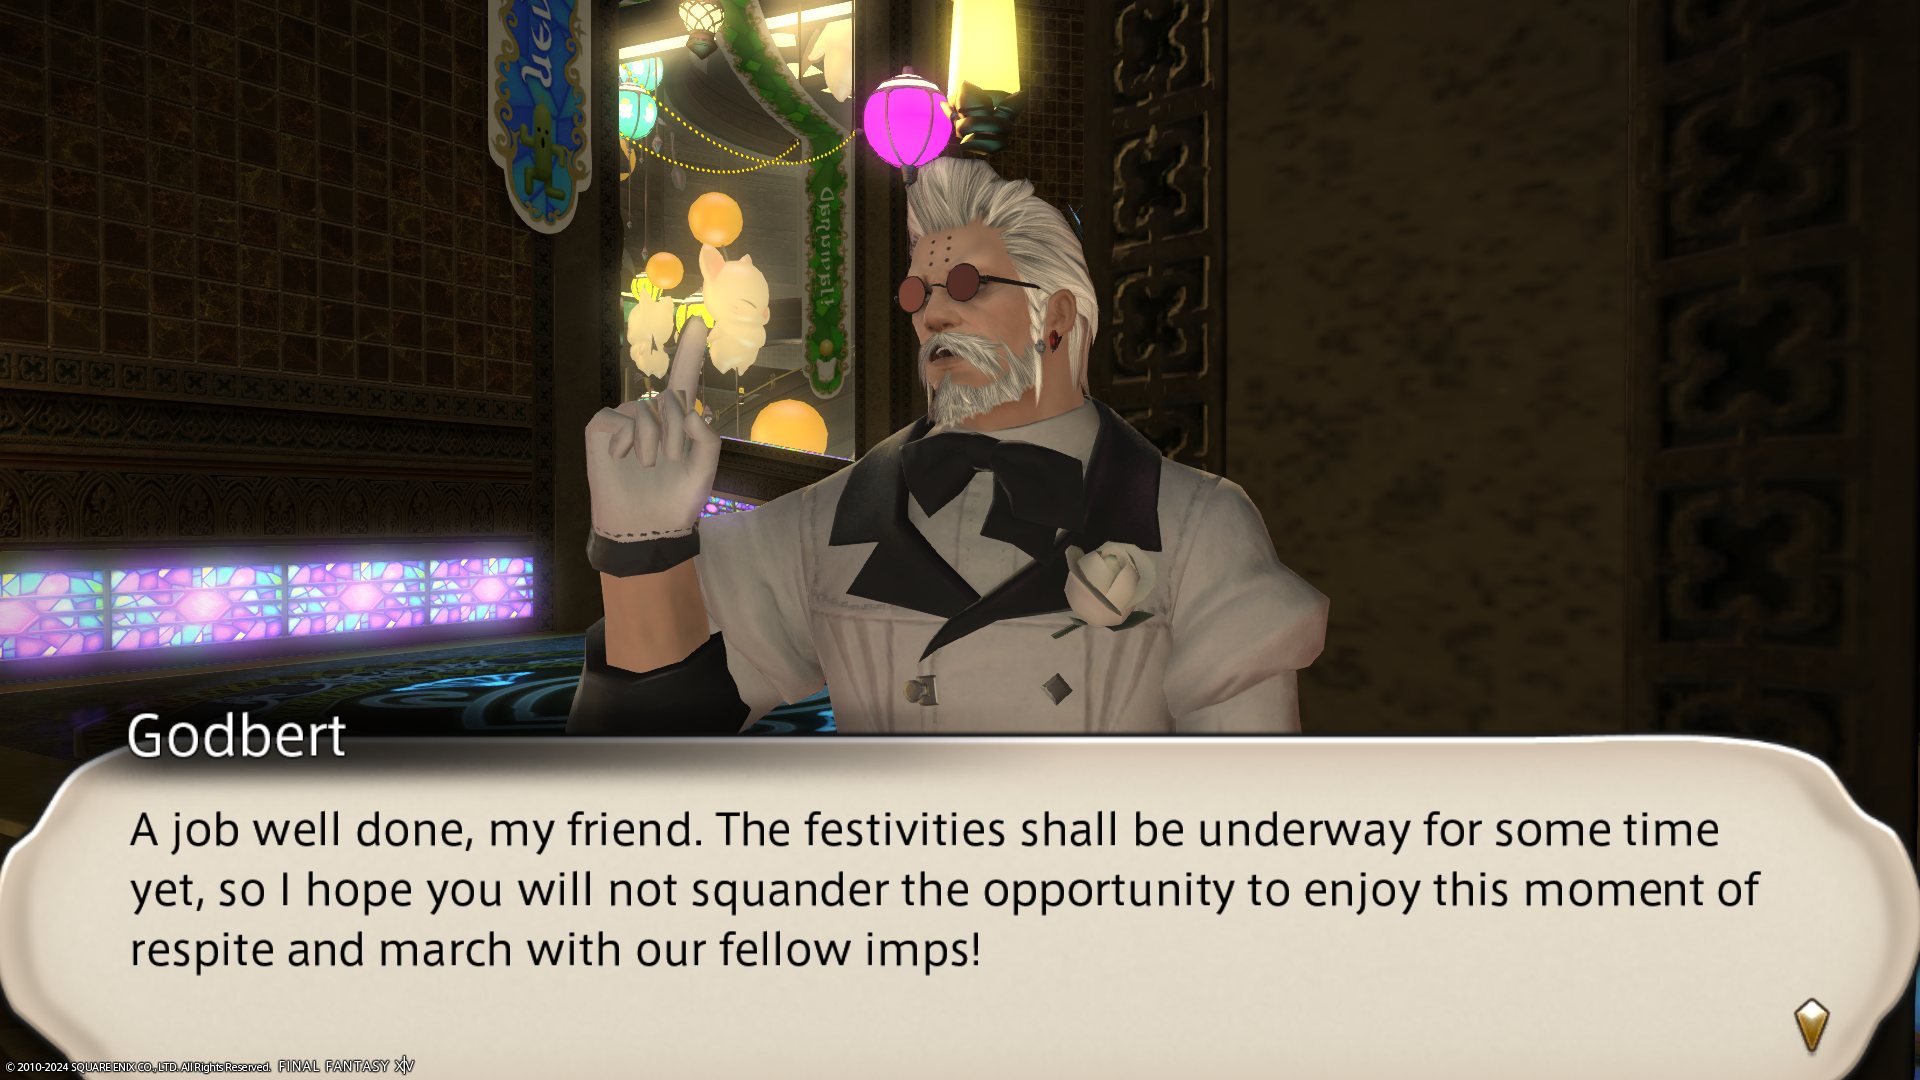 Godbert
A job well done, my friend. The festivities shall be underway for some time
yet, so I hope you will not squander the opportunity to enjoy this moment of
respite and march with our fellow imps!
© 2010-2024 SQUARE ENIX CO., LTD. All Rights Reserved. FINAL FANTASY XIV